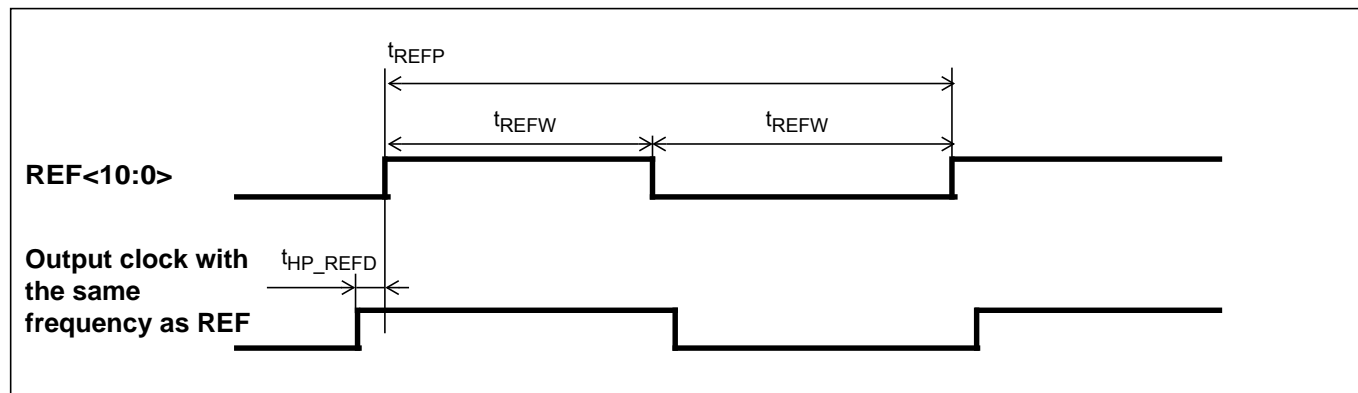 tREFP
tREFW
tREFW
REF<10:0>
Output clock with
the same
frequency as REF
tHP_REFD